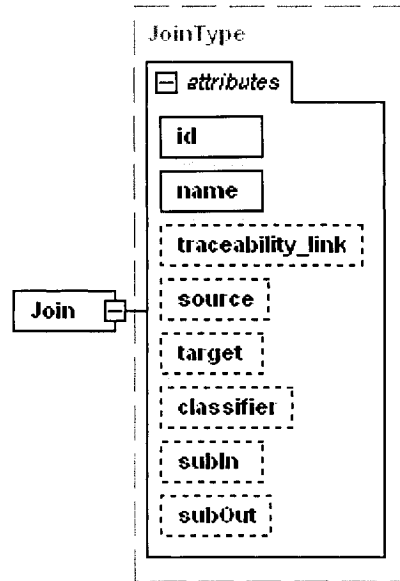 JoinType
attributes
id
name
traceability_link
source
target
Join
classifier
subIn
subOut